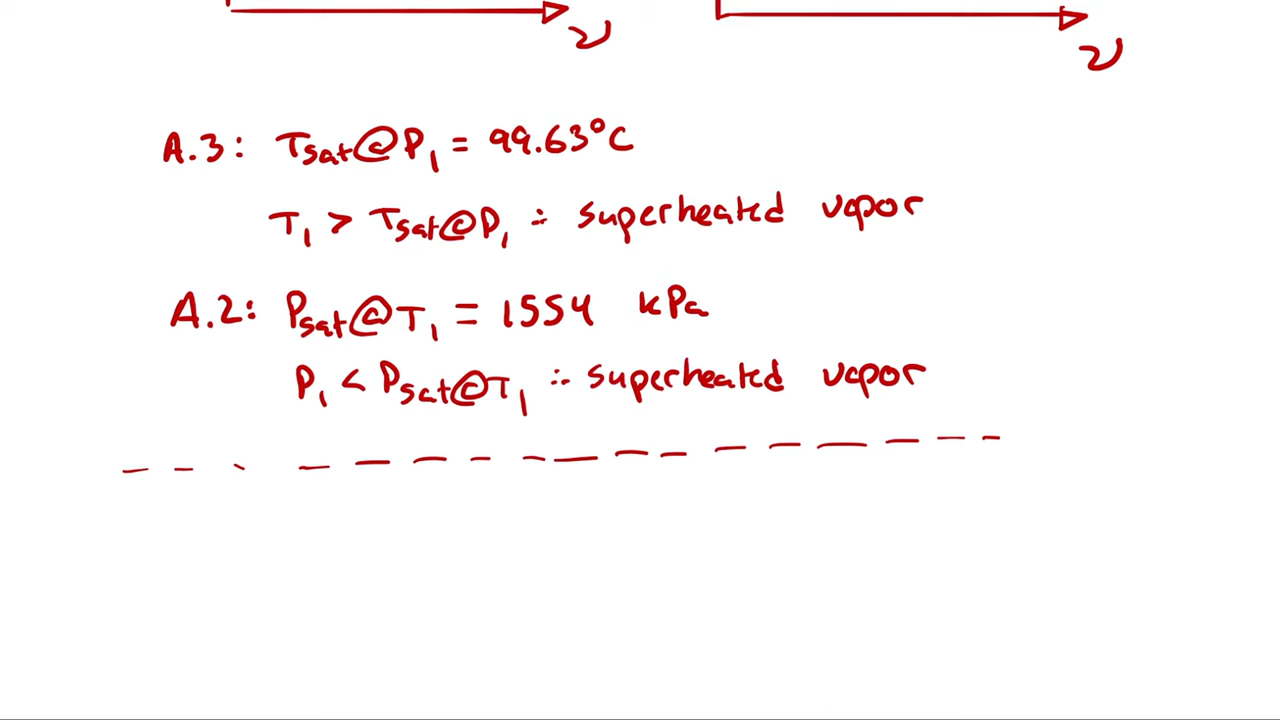 ν ν
A.3: Tsat@P₁ = 99.63°C
T₁ > Tsat@P₁ ∴ superheated vapor
A.2: Psat@T₁ = 1554 kPa
P₁ < Psat@T₁ ∴ superheated vapor